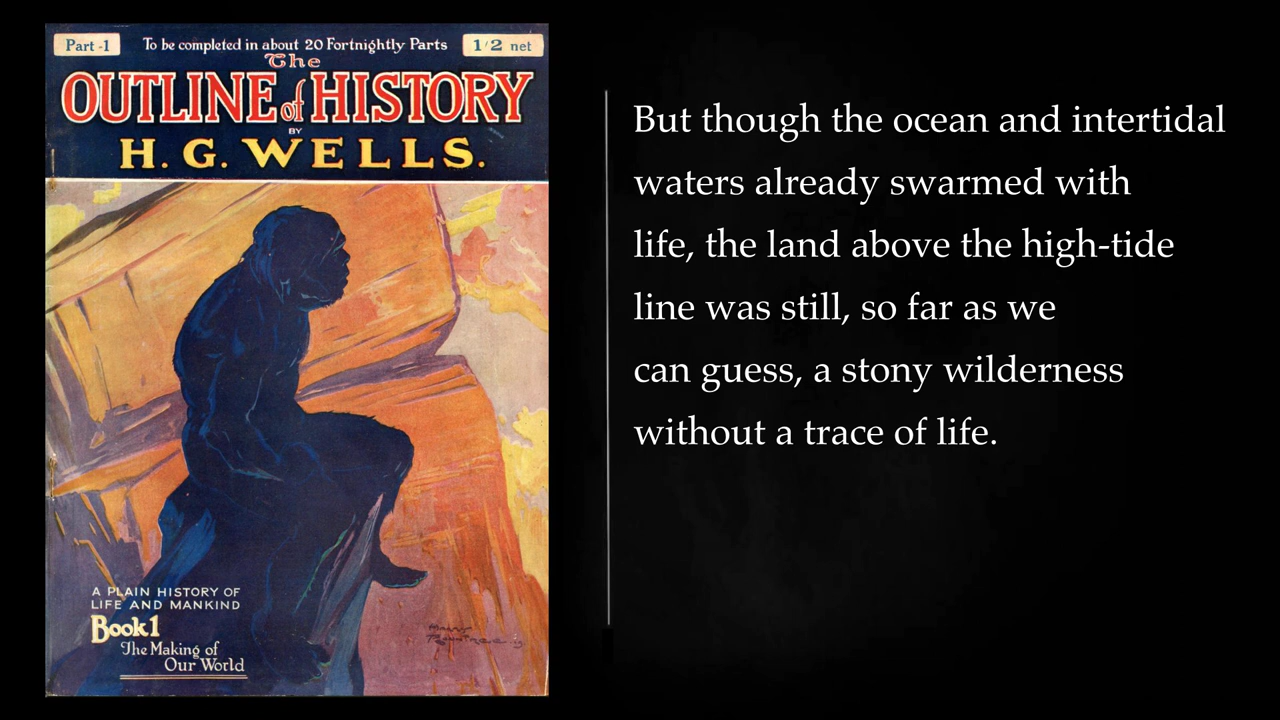 Part -1
To be completed in about 20 Fortnightly Parts
1/2 net
The
OUTLINE of HISTORY
BY
H. G. WELLS.
A PLAIN HISTORY OF
LIFE AND MANKIND
Book 1
The Making of
Our World
But though the ocean and intertidal
waters already swarmed with
life, the land above the high-tide
line was still, so far as we
can guess, a stony wilderness
without a trace of life.